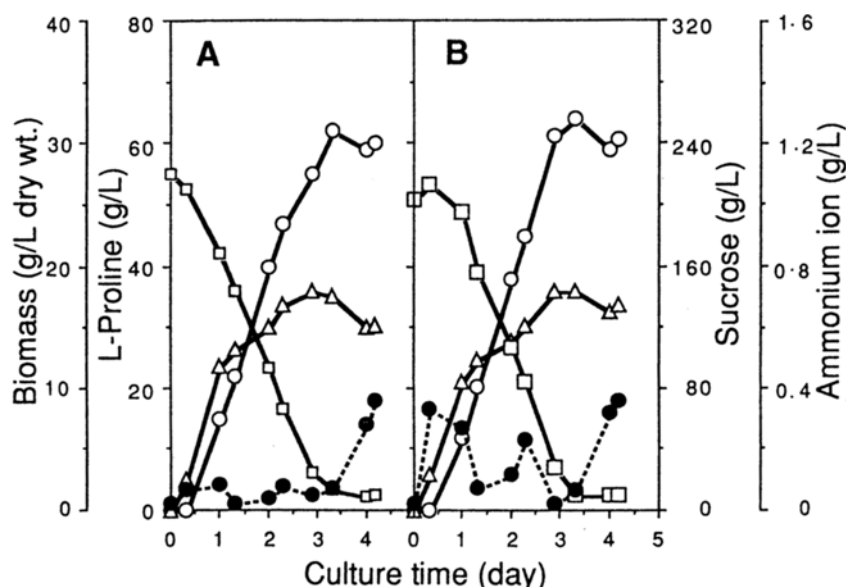 Biomass (g/L dry wt.)
40
30
20
10
0
L-Proline (g/L)
80
60
40
20
0
A
B
320
240
160
80
0
Sucrose (g/L)
1·6
1·2
0·8
0·4
0
Ammonium ion (g/L)
0 1 2 3 4 0 1 2 3 4 5
Culture time (day)